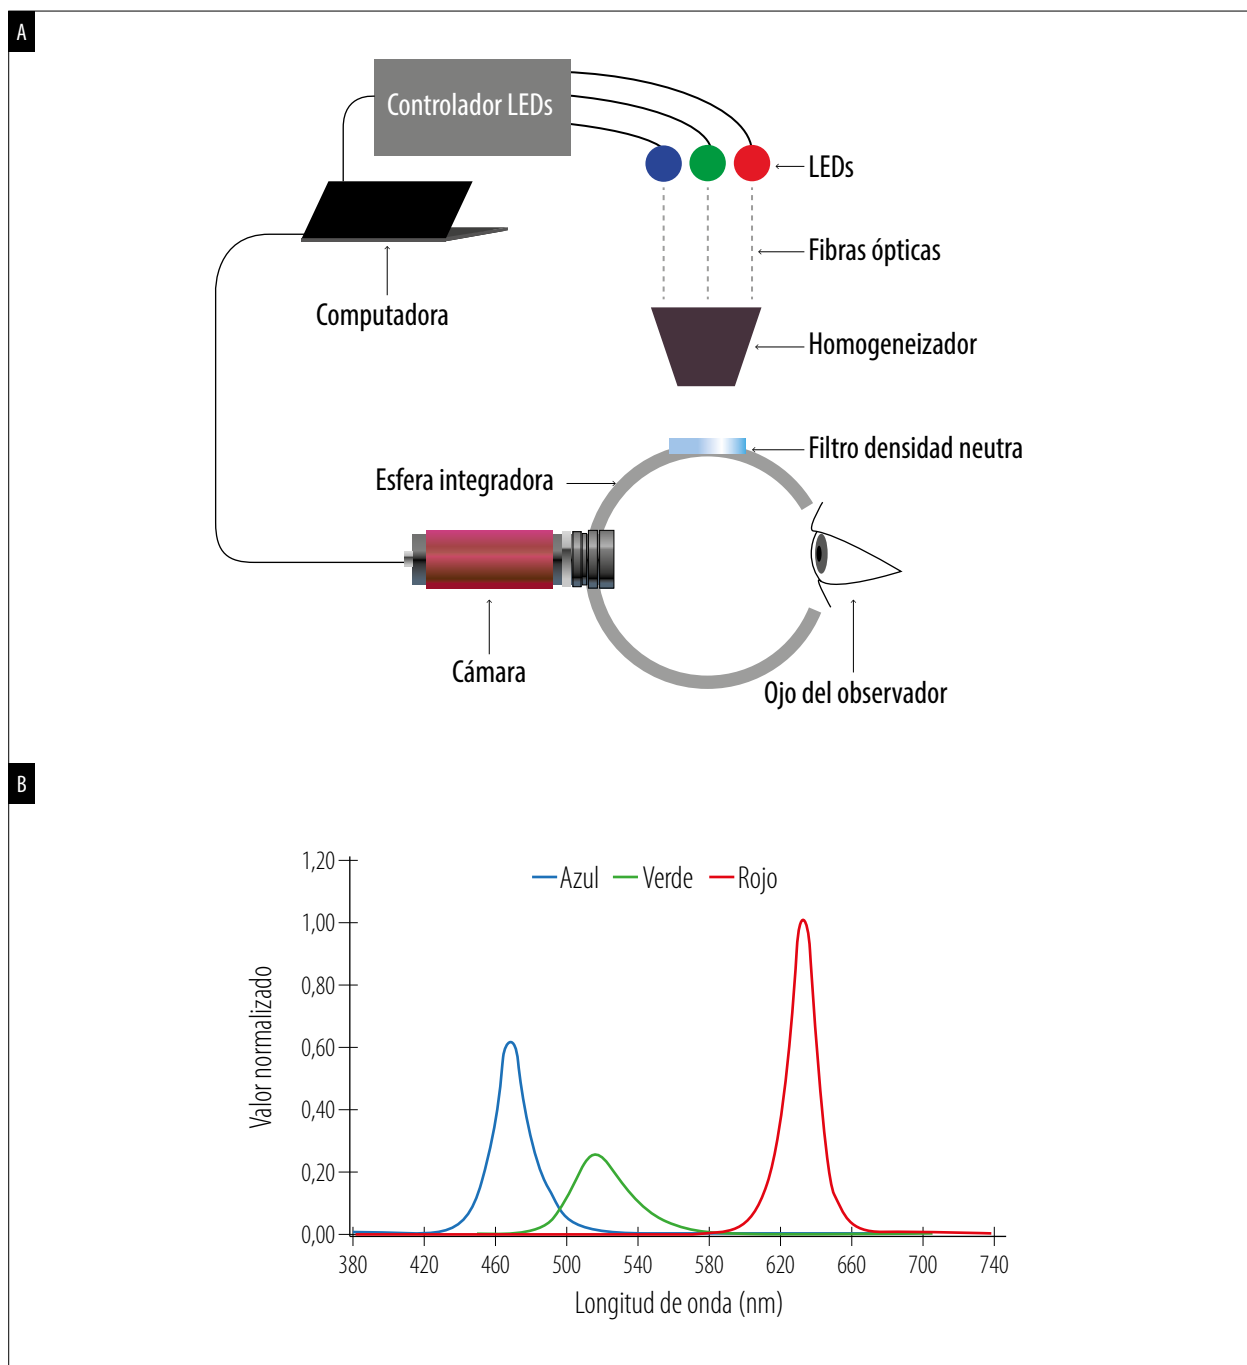 A
Controlador LEDs
LEDs
Fibras ópticas
Computadora
Homogeneizador
Filtro densidad neutra
Esfera integradora
Cámara
Ojo del observador
B
1,20
Azul Verde Rojo
1,00
0,80
0,60
0,40
0,20
0,00
Valor normalizado
380 420 460 500 540 580 620 660 700 740
Longitud de onda (nm)